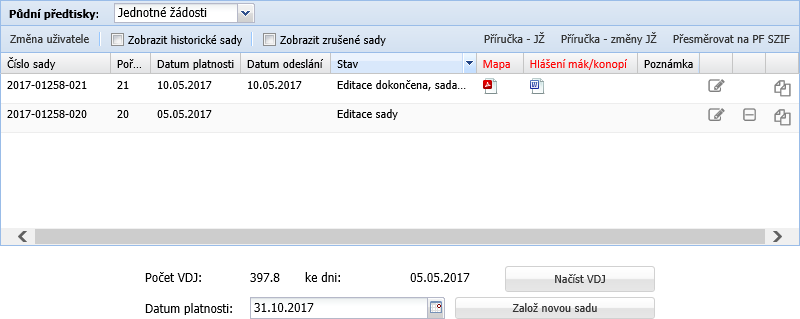 Půdní předtisky: Jednotné žádosti
Změna uživatele Zobrazit historické sady Zobrazit zrušené sady Příručka - JŽ Příručka - změny JŽ Přesměrovat na PF SZIF
Číslo sady Poř... Datum platnosti Datum odeslání Stav Mapa Hlášení mák/konopí Poznámka
2017-01258-021 21 10.05.2017 10.05.2017 Editace dokončena, sada...
2017-01258-020 20 05.05.2017 Editace sady
Počet VDJ: 397.8 ke dni: 05.05.2017 Načíst VDJ
Datum platnosti: 31.10.2017 Založ novou sadu